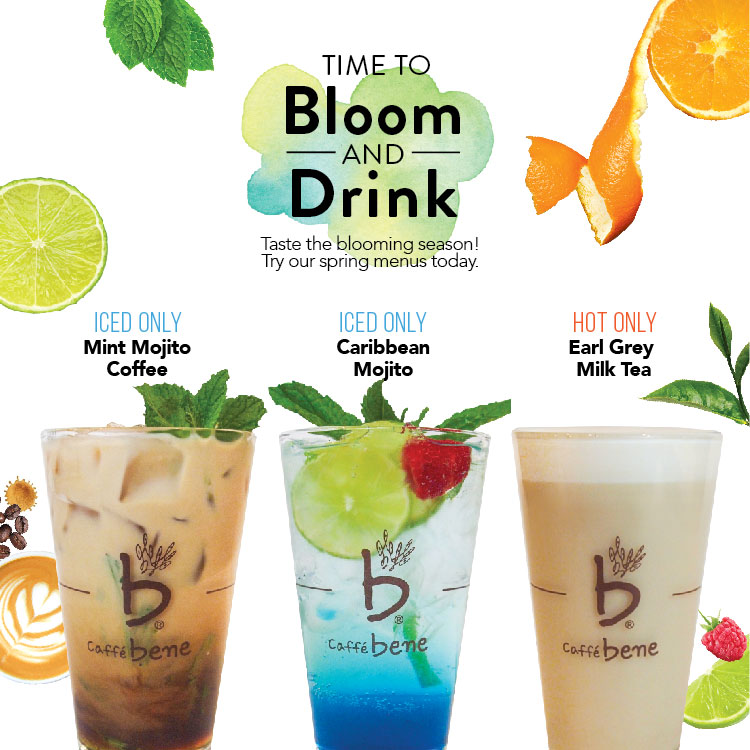 TIME TO
Bloom
AND
Drink
Taste the blooming season!
Try our spring menus today.
ICED ONLY
Mint Mojito
Coffee
ICED ONLY
Caribbean
Mojito
HOT ONLY
Earl Grey
Milk Tea
b®
Caffé bene
b®
Caffé bene
b®
Caffé bene